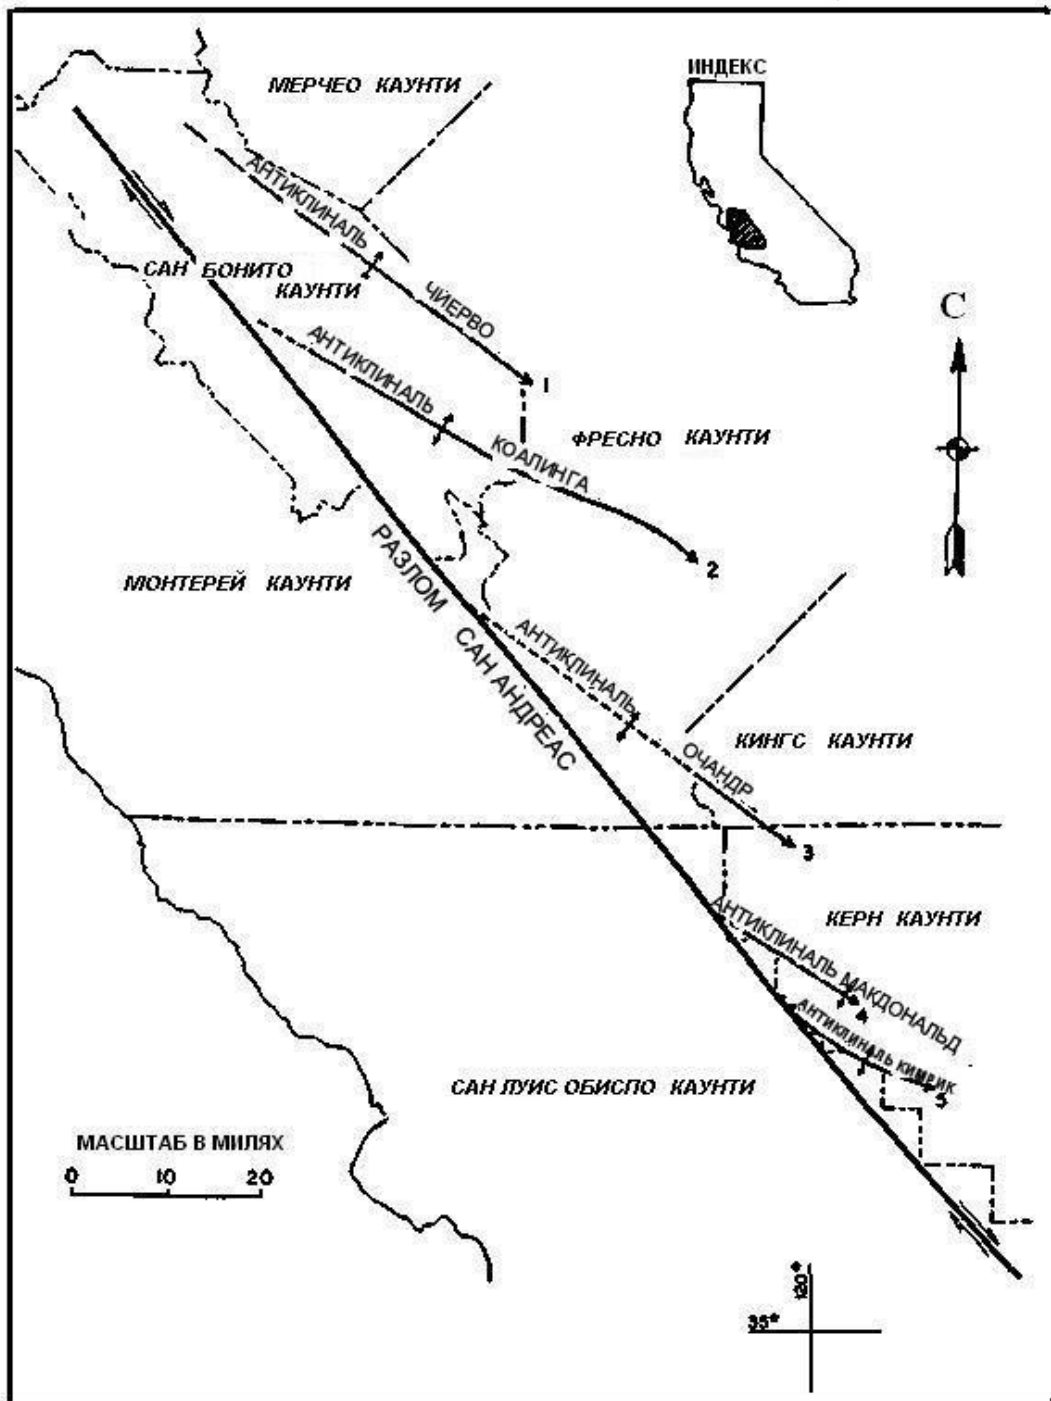 ИНДЕКС
МЕРЧЕО КАУНТИ
АНТИКЛИНАЛЬ ЧИЕРВО
САН БОНИТО
КАУНТИ
С
1
АНТИКЛИНАЛЬ КОАЛИНГА
ФРЕСНО КАУНТИ
2
МОНТЕРЕЙ КАУНТИ
РАЗЛОМ САН АНДРЕАС
АНТИКЛИНАЛЬ ОЧАНДР
КИНГС КАУНТИ
3
КЕРН КАУНТИ
АНТИКЛИНАЛЬ МАКДОНАЛЬД
4
АНТИКЛИНАЛЬ КИМРИК
5
САН ЛУИС ОБИСПО КАУНТИ
МАСШТАБ В МИЛЯХ
0 10 20
120°
35°